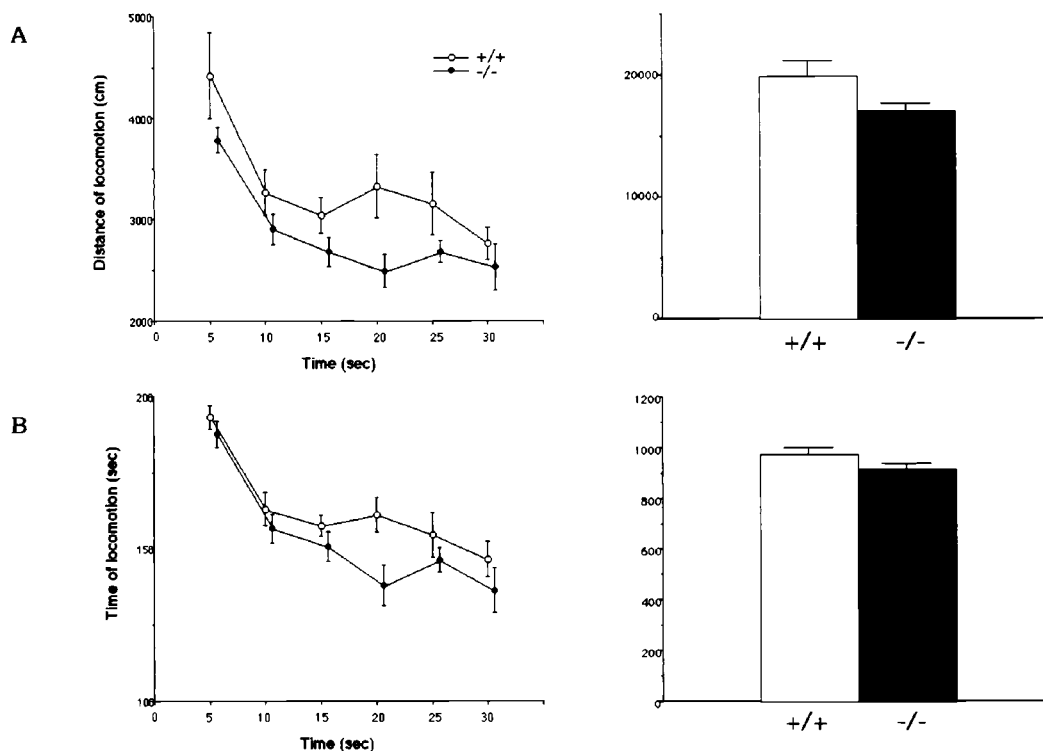 A
Distance of locomotion (cm)
5000
4000
3000
2000
+/+
-/-
0 5 10 15 20 25 30
Time (sec)
20000
10000
0
+/+ -/-
B
Time of locomotion (sec)
200
150
100
0 5 10 15 20 25 30
Time (sec)
1200
1000
800
600
400
200
0
+/+ -/-